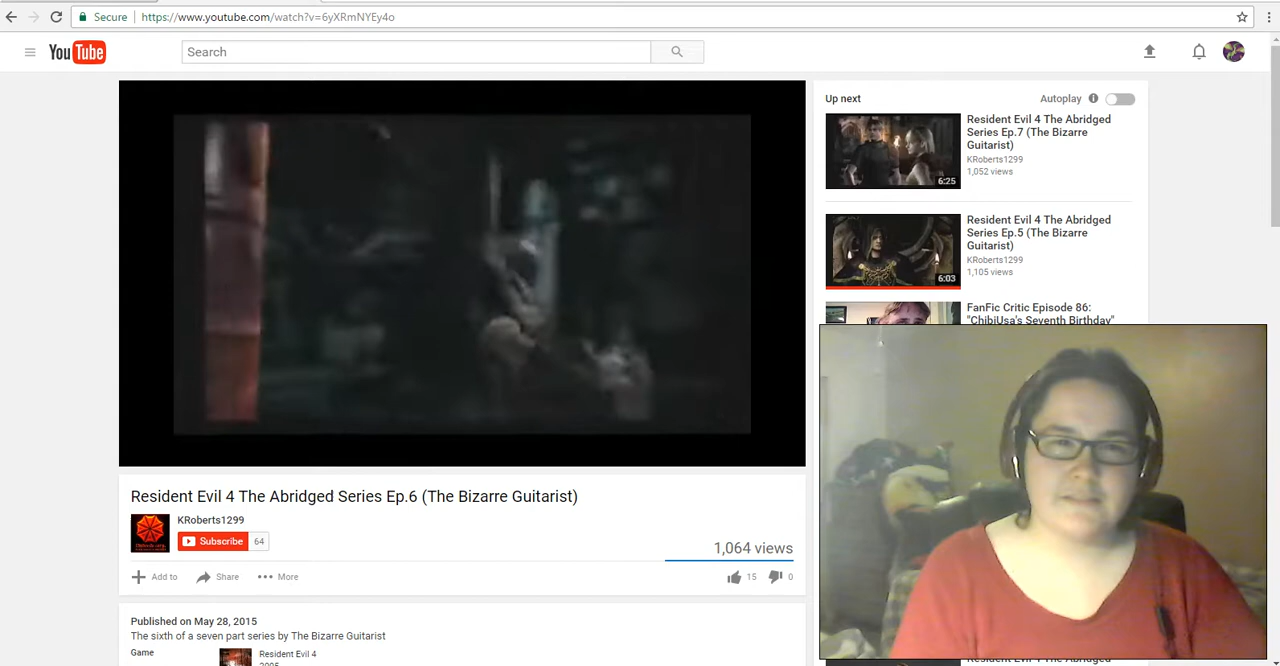 Secure
https://www.youtube.com/watch?v=6yXRmNYEy4o
YouTube
Search
Up next
Autoplay
Resident Evil 4 The Abridged
Series Ep.7 (The Bizarre
Guitarist)
KRoberts1299
1,052 views
6:25
Resident Evil 4 The Abridged
Series Ep.5 (The Bizarre
Guitarist)
KRoberts1299
1,105 views
6:03
FanFic Critic Episode 86:
"ChibiUsa's Seventh Birthday"
Resident Evil 4 The Abridged Series Ep.6 (The Bizarre Guitarist)
KRoberts1299
Subscribe 64
1,064 views
Add to
Share
More
15
0
Published on May 28, 2015
The sixth of a seven part series by The Bizarre Guitarist
Game
Resident Evil 4
2005